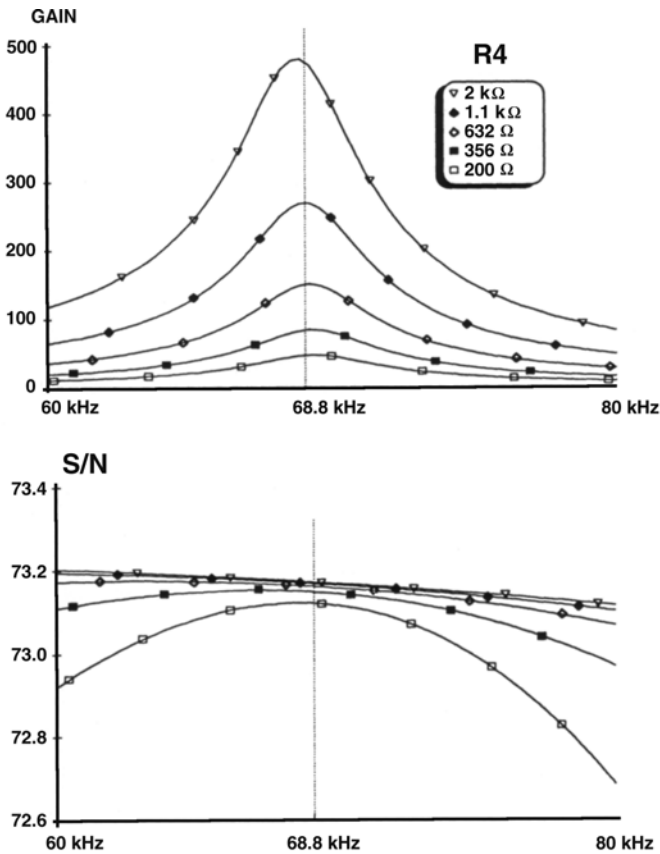 GAIN
500
400
300
200
100
0
60 kHz
68.8 kHz
80 kHz
R4
2 kΩ
1.1 kΩ
632 Ω
356 Ω
200 Ω
S/N
73.4
73.2
73.0
72.8
72.6
60 kHz
68.8 kHz
80 kHz